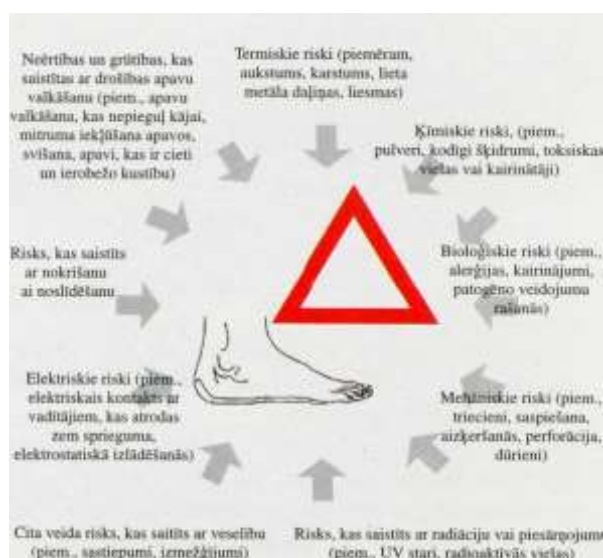 Neērtības un grūtības, kas
saistītas ar drošības apavu
valkāšanu (piem., apavu
valkāšana, kas nepieguļ kājai,
mitruma iekļūšana apavos,
svīšana, apavi, kas ir cieti
un ierobežo kustību)
Termiskie riski (piemēram,
aukstums, karstums, lieta
metāla daļiņas, liesmas)
Ķīmiskie riski, (piem.,
pulveri, kodīgi šķidrumi, toksiskas
vielas vai kairinātāji)
Risks, kas saistīts
ar nokrišanu
ai noslīdēšanu
Bioloģiskie riski (piem.,
alerģijas, kairinājumi,
patogēno veidojumu
rašanās)
Elektriskie riski (piem.,
elektriskais kontakts ar
vadītājiem, kas atrodas
zem sprieguma,
elektrostatiskā izlādēšanās)
Mehāniskie riski (piem.,
triecieni, saspiešana,
aizķeršanās, perforācija,
dūrieni)
Cita veida risks, kas saitīts ar veselību
(piem., sastiepumi, izmežģījumi)
Risks, kas saistīts ar radiāciju vai piesārņojumu
(piem., UV stari, radioaktīvās vielas)